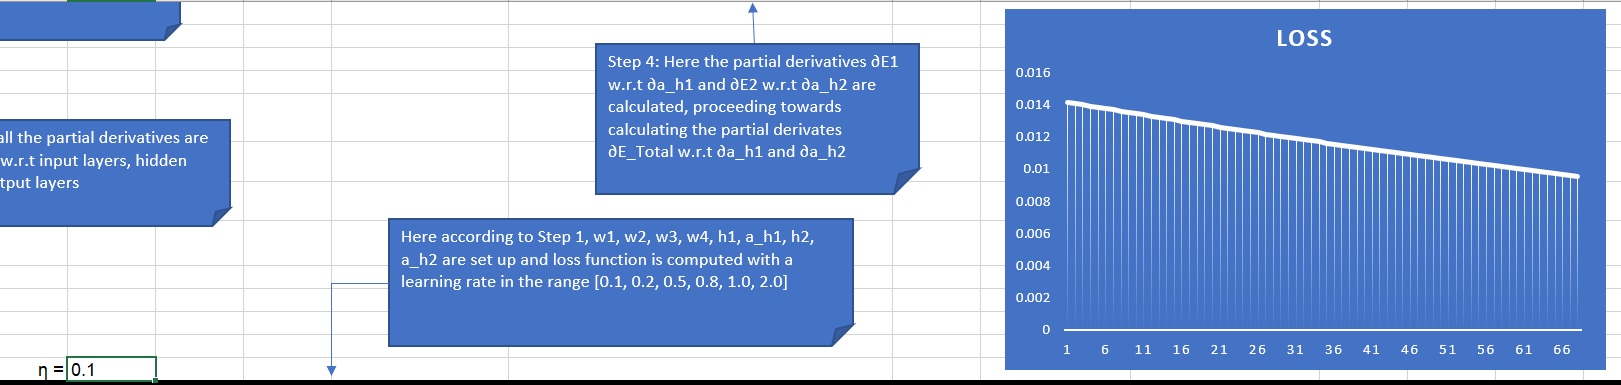 all the partial derivatives are
w.r.t input layers, hidden
tput layers
Step 4: Here the partial derivatives ∂E1
w.r.t ∂a_h1 and ∂E2 w.r.t ∂a_h2 are
calculated, proceeding towards
calculating the partial derivates
∂E_Total w.r.t ∂a_h1 and ∂a_h2
Here according to Step 1, w1, w2, w3, w4, h1, a_h1, h2,
a_h2 are set up and loss function is computed with a
learning rate in the range [0.1, 0.2, 0.5, 0.8, 1.0, 2.0]
η = 0.1
LOSS
0.016
0.014
0.012
0.01
0.008
0.006
0.004
0.002
0
1 6 11 16 21 26 31 36 41 46 51 56 61 66